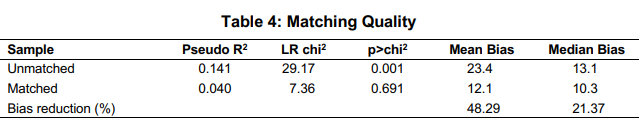 Table 4: Matching Quality
Sample Pseudo R² LR chi² p>chi² Mean Bias Median Bias
Unmatched 0.141 29.17 0.001 23.4 13.1
Matched 0.040 7.36 0.691 12.1 10.3
Bias reduction (%) 48.29 21.37